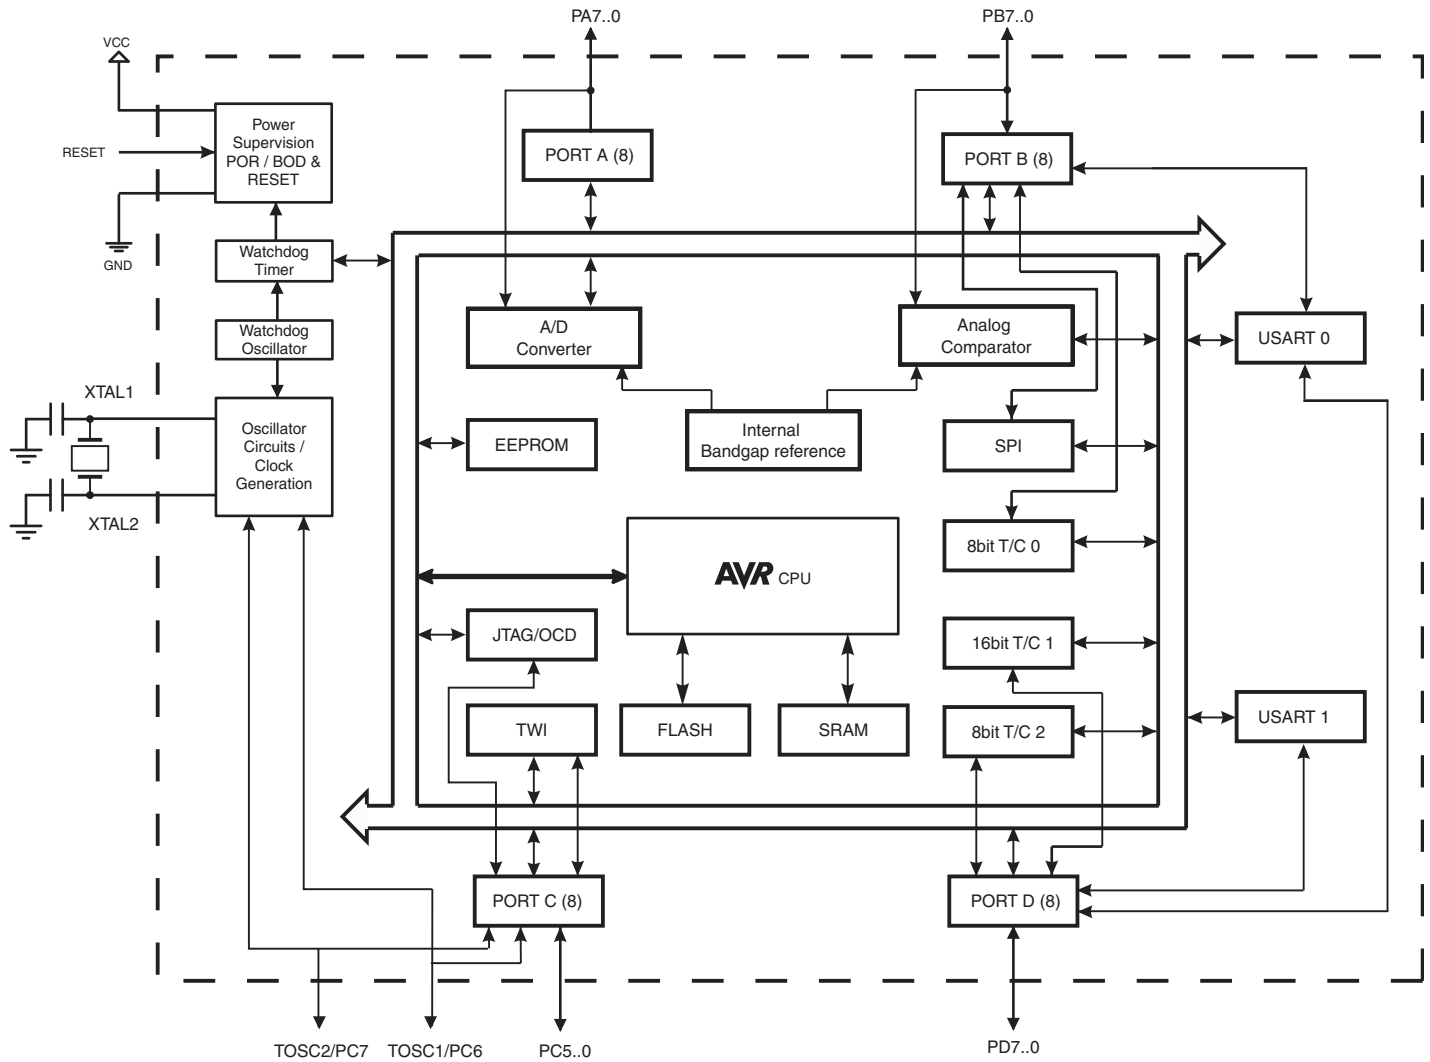 PA7..0
PB7..0
VCC
Power
Supervision
POR / BOD &
RESET
RESET
GND
PORT A (8)
PORT B (8)
Watchdog
Timer
Watchdog
Oscillator
A/D
Converter
Analog
Comparator
USART 0
XTAL1
Oscillator
Circuits /
Clock
Generation
XTAL2
EEPROM
Internal
Bandgap reference
SPI
AVR CPU
8bit T/C 0
JTAG/OCD
16bit T/C 1
TWI
FLASH
SRAM
8bit T/C 2
USART 1
PORT C (8)
PORT D (8)
TOSC2/PC7
TOSC1/PC6
PC5..0
PD7..0